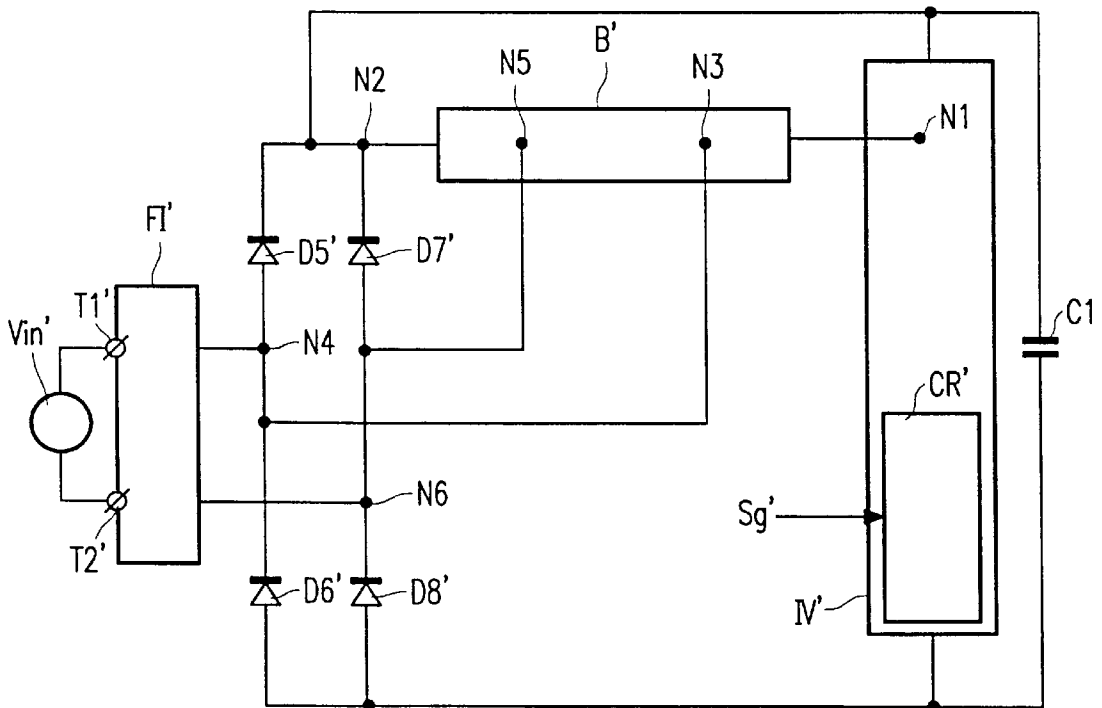 B'
N5
N3
N2
N1
FI'
D5'
D7'
T1'
Vin'
N4
C1
CR'
N6
Sg'
T2'
D6'
D8'
IV'